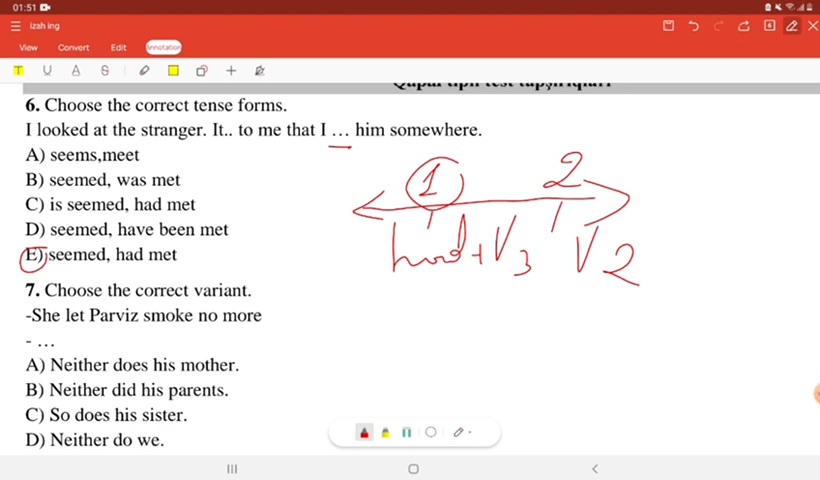 01:51
izah ing
View Convert Edit Annotation
6. Choose the correct tense forms.
I looked at the stranger. It.. to me that I … him somewhere.
A) seems,meet
B) seemed, was met
C) is seemed, had met
D) seemed, have been met
E) seemed, had met
1 2
had+V3 V2
7. Choose the correct variant.
-She let Parviz smoke no more
- …
A) Neither does his mother.
B) Neither did his parents.
C) So does his sister.
D) Neither do we.